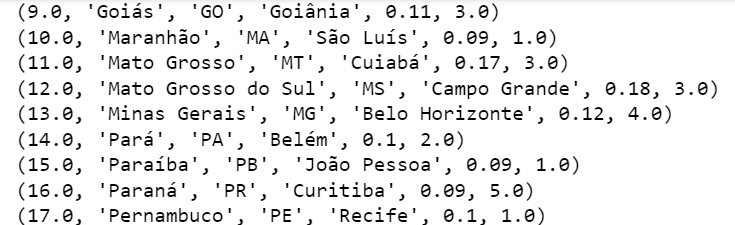 (9.0, 'Goiás', 'GO', 'Goiânia', 0.11, 3.0)
(10.0, 'Maranhão', 'MA', 'São Luís', 0.09, 1.0)
(11.0, 'Mato Grosso', 'MT', 'Cuiabá', 0.17, 3.0)
(12.0, 'Mato Grosso do Sul', 'MS', 'Campo Grande', 0.18, 3.0)
(13.0, 'Minas Gerais', 'MG', 'Belo Horizonte', 0.12, 4.0)
(14.0, 'Pará', 'PA', 'Belém', 0.1, 2.0)
(15.0, 'Paraíba', 'PB', 'João Pessoa', 0.09, 1.0)
(16.0, 'Paraná', 'PR', 'Curitiba', 0.09, 5.0)
(17.0, 'Pernambuco', 'PE', 'Recife', 0.1, 1.0)